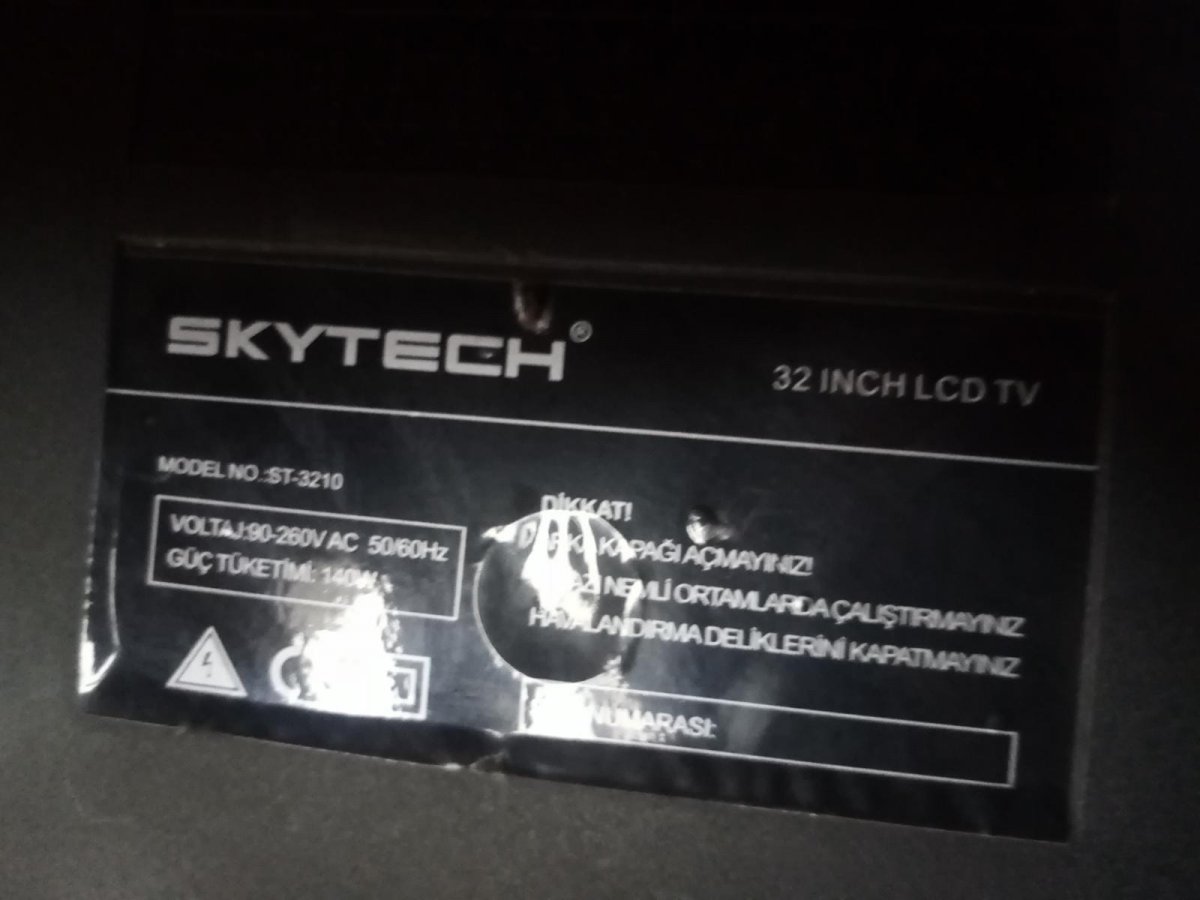 SKYTECH®
32 INCH LCD TV
MODEL NO.:ST-3210
VOLTAJ:90-260V AC 50/60Hz
GÜÇ TÜKETİMİ: 140W
DİKKAT!
KAPAĞI AÇMAYINIZ!
NEMLİ ORTAMLARDA ÇALIŞTIRMAYINIZ
HAVALANDIRMA DELİKLERİNİ KAPATMAYINIZ
NUMARASI: